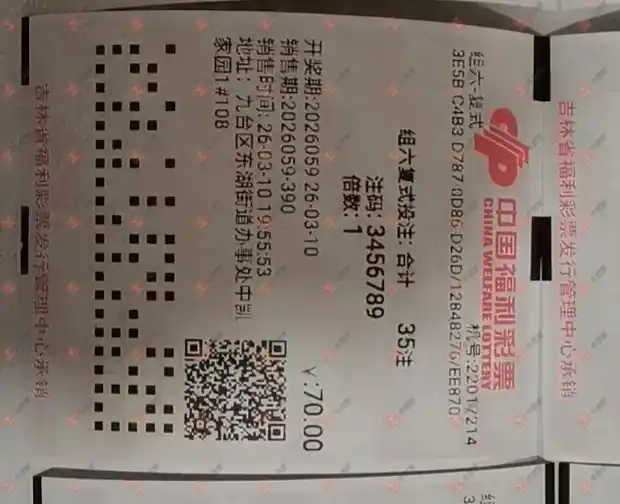 中国福利彩票
CHINA WELFARE LOTTERY
机号:22017214
组六-复式
3E5B C4B3 D787 0D86 D26D/12848276/EE870
组六复式投注: 合计 35注
注码: 3456789
倍数: 1
￥:70.00
开奖期:2026059 26-03-10
销售期:2026059-390
销售时间: 26-03-10 19:55:53
地址: 九台区东湖街道办事处中凯
家园1#108
吉林省福利彩票发行管理中心承销
吉林省福利彩票发行管理中心承销